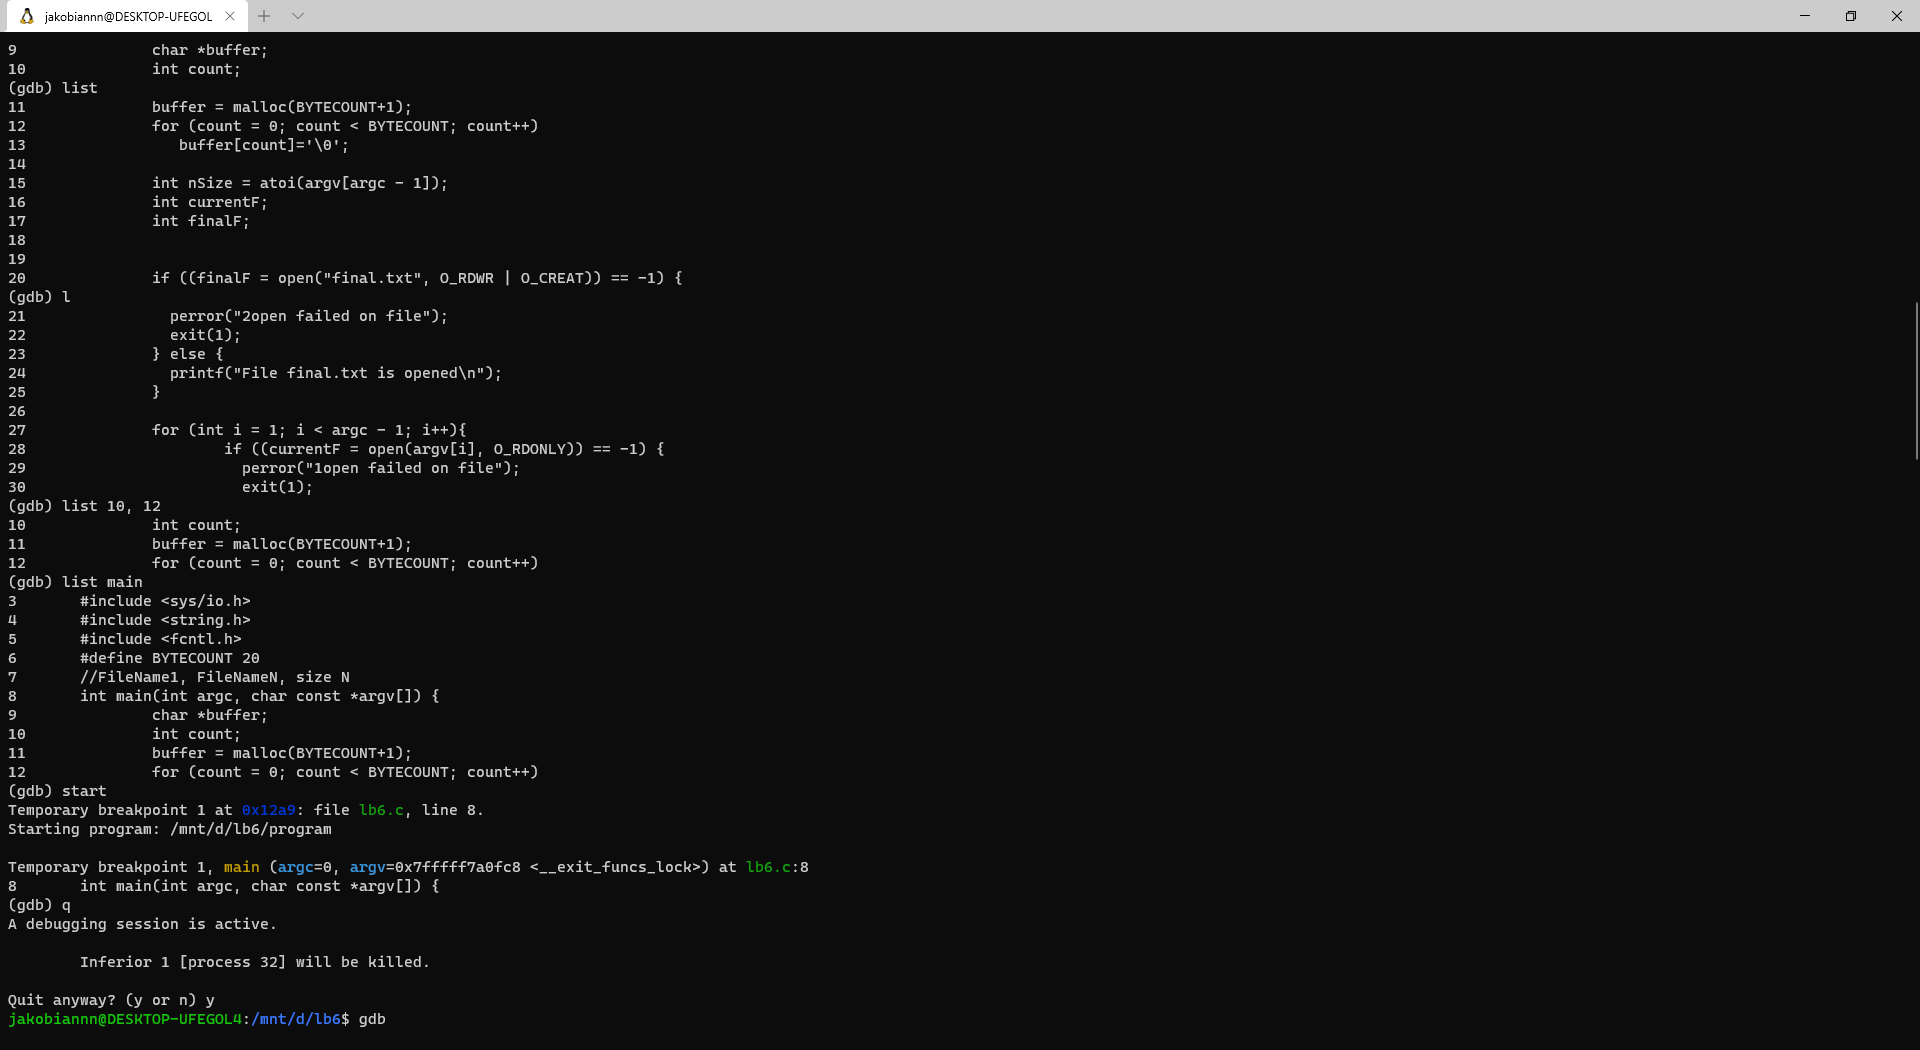 jakobiannn@DESKTOP-UFEGOL
9               char *buffer;
10              int count;
(gdb) list
11              buffer = malloc(BYTECOUNT+1);
12              for (count = 0; count < BYTECOUNT; count++)
13                 buffer[count]='\0';
14
15              int nSize = atoi(argv[argc - 1]);
16              int currentF;
17              int finalF;
18
19
20              if ((finalF = open("final.txt", O_RDWR | O_CREAT)) == -1) {
(gdb) l
21                perror("2open failed on file");
22                exit(1);
23              } else {
24                printf("File final.txt is opened\n");
25              }
26
27              for (int i = 1; i < argc - 1; i++){
28                      if ((currentF = open(argv[i], O_RDONLY)) == -1) {
29                        perror("1open failed on file");
30                        exit(1);
(gdb) list 10, 12
10              int count;
11              buffer = malloc(BYTECOUNT+1);
12              for (count = 0; count < BYTECOUNT; count++)
(gdb) list main
3       #include <sys/io.h>
4       #include <string.h>
5       #include <fcntl.h>
6       #define BYTECOUNT 20
7       //FileName1, FileNameN, size N
8       int main(int argc, char const *argv[]) {
9               char *buffer;
10              int count;
11              buffer = malloc(BYTECOUNT+1);
12              for (count = 0; count < BYTECOUNT; count++)
(gdb) start
Temporary breakpoint 1 at 0x12a9: file lb6.c, line 8.
Starting program: /mnt/d/lb6/program
Temporary breakpoint 1, main (argc=0, argv=0x7fffff7a0fc8 <__exit_funcs_lock>) at lb6.c:8
8       int main(int argc, char const *argv[]) {
(gdb) q
A debugging session is active.
        Inferior 1 [process 32] will be killed.
Quit anyway? (y or n) y
jakobiannn@DESKTOP-UFEGOL4:/mnt/d/lb6$ gdb